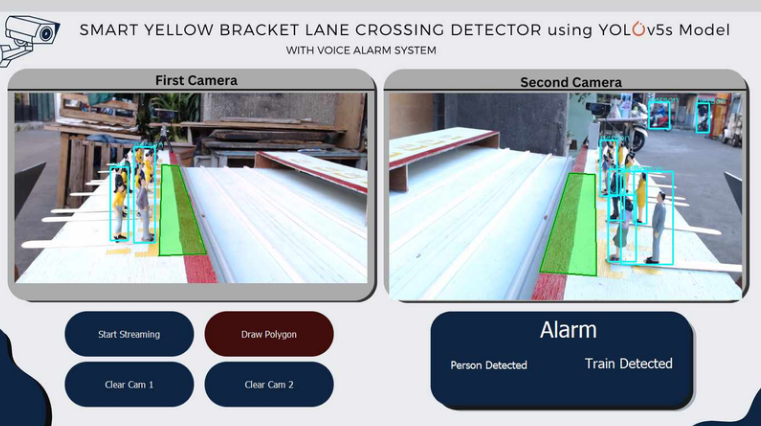 SMART YELLOW BRACKET LANE CROSSING DETECTOR using YOLOv5s Model
WITH VOICE ALARM SYSTEM
First Camera
Second Camera
Start Streaming
Draw Polygon
Clear Cam 1
Clear Cam 2
Alarm
Person Detected
Train Detected